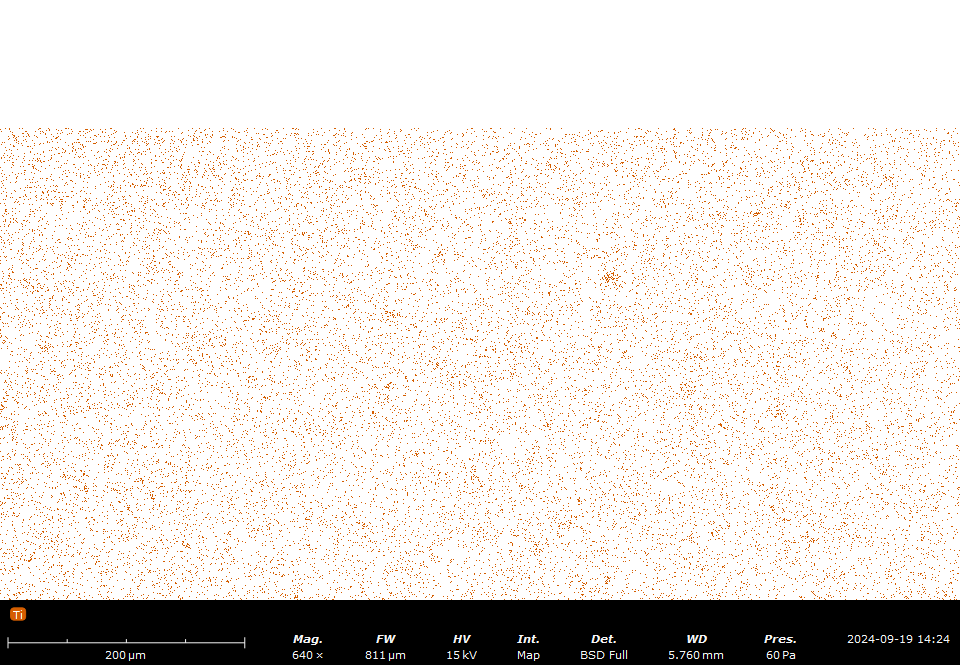 Ti
Mag. FW HV Int. Det. WD Pres. 2024-09-19 14:24
200 µm 640 x 811 µm 15 kV Map BSD Full 5.760 mm 60 Pa